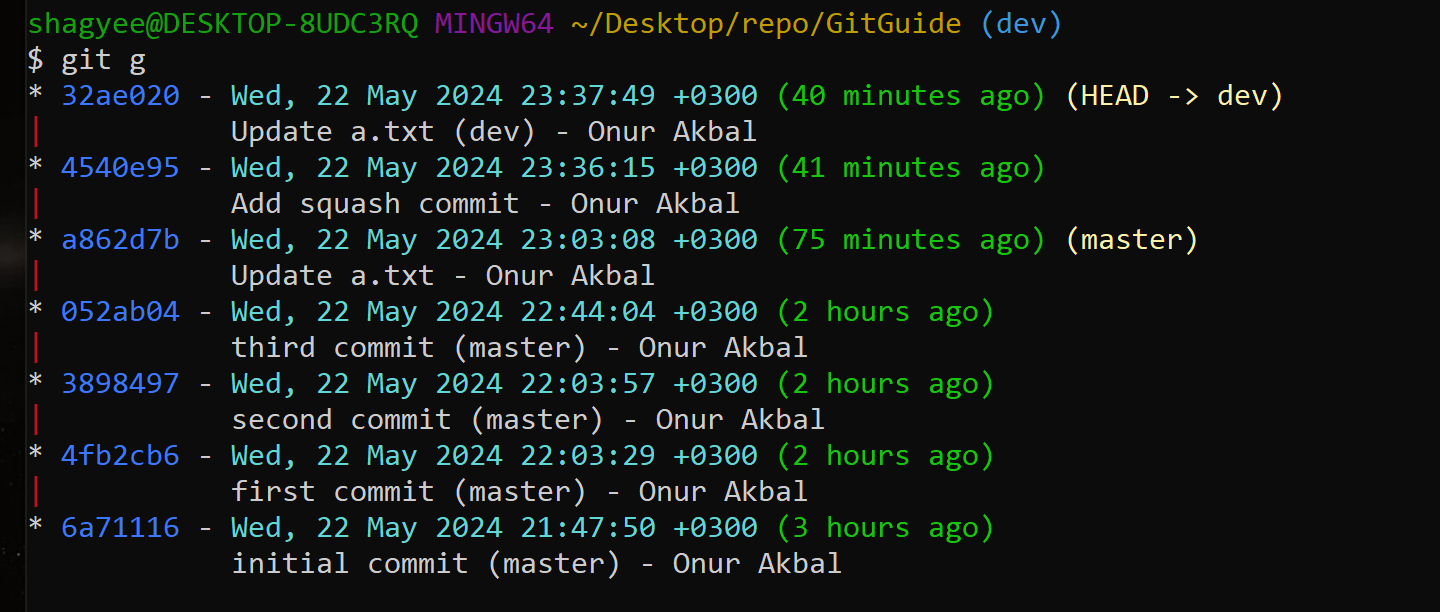 shagyee@DESKTOP-8UDC3RQ MINGW64 ~/Desktop/repo/GitGuide (dev)
$ git g
* 32ae020 - Wed, 22 May 2024 23:37:49 +0300 (40 minutes ago) (HEAD -> dev)
|           Update a.txt (dev) - Onur Akbal
* 4540e95 - Wed, 22 May 2024 23:36:15 +0300 (41 minutes ago)
|           Add squash commit - Onur Akbal
* a862d7b - Wed, 22 May 2024 23:03:08 +0300 (75 minutes ago) (master)
|           Update a.txt - Onur Akbal
* 052ab04 - Wed, 22 May 2024 22:44:04 +0300 (2 hours ago)
|           third commit (master) - Onur Akbal
* 3898497 - Wed, 22 May 2024 22:03:57 +0300 (2 hours ago)
|           second commit (master) - Onur Akbal
* 4fb2cb6 - Wed, 22 May 2024 22:03:29 +0300 (2 hours ago)
|           first commit (master) - Onur Akbal
* 6a71116 - Wed, 22 May 2024 21:47:50 +0300 (3 hours ago)
            initial commit (master) - Onur Akbal